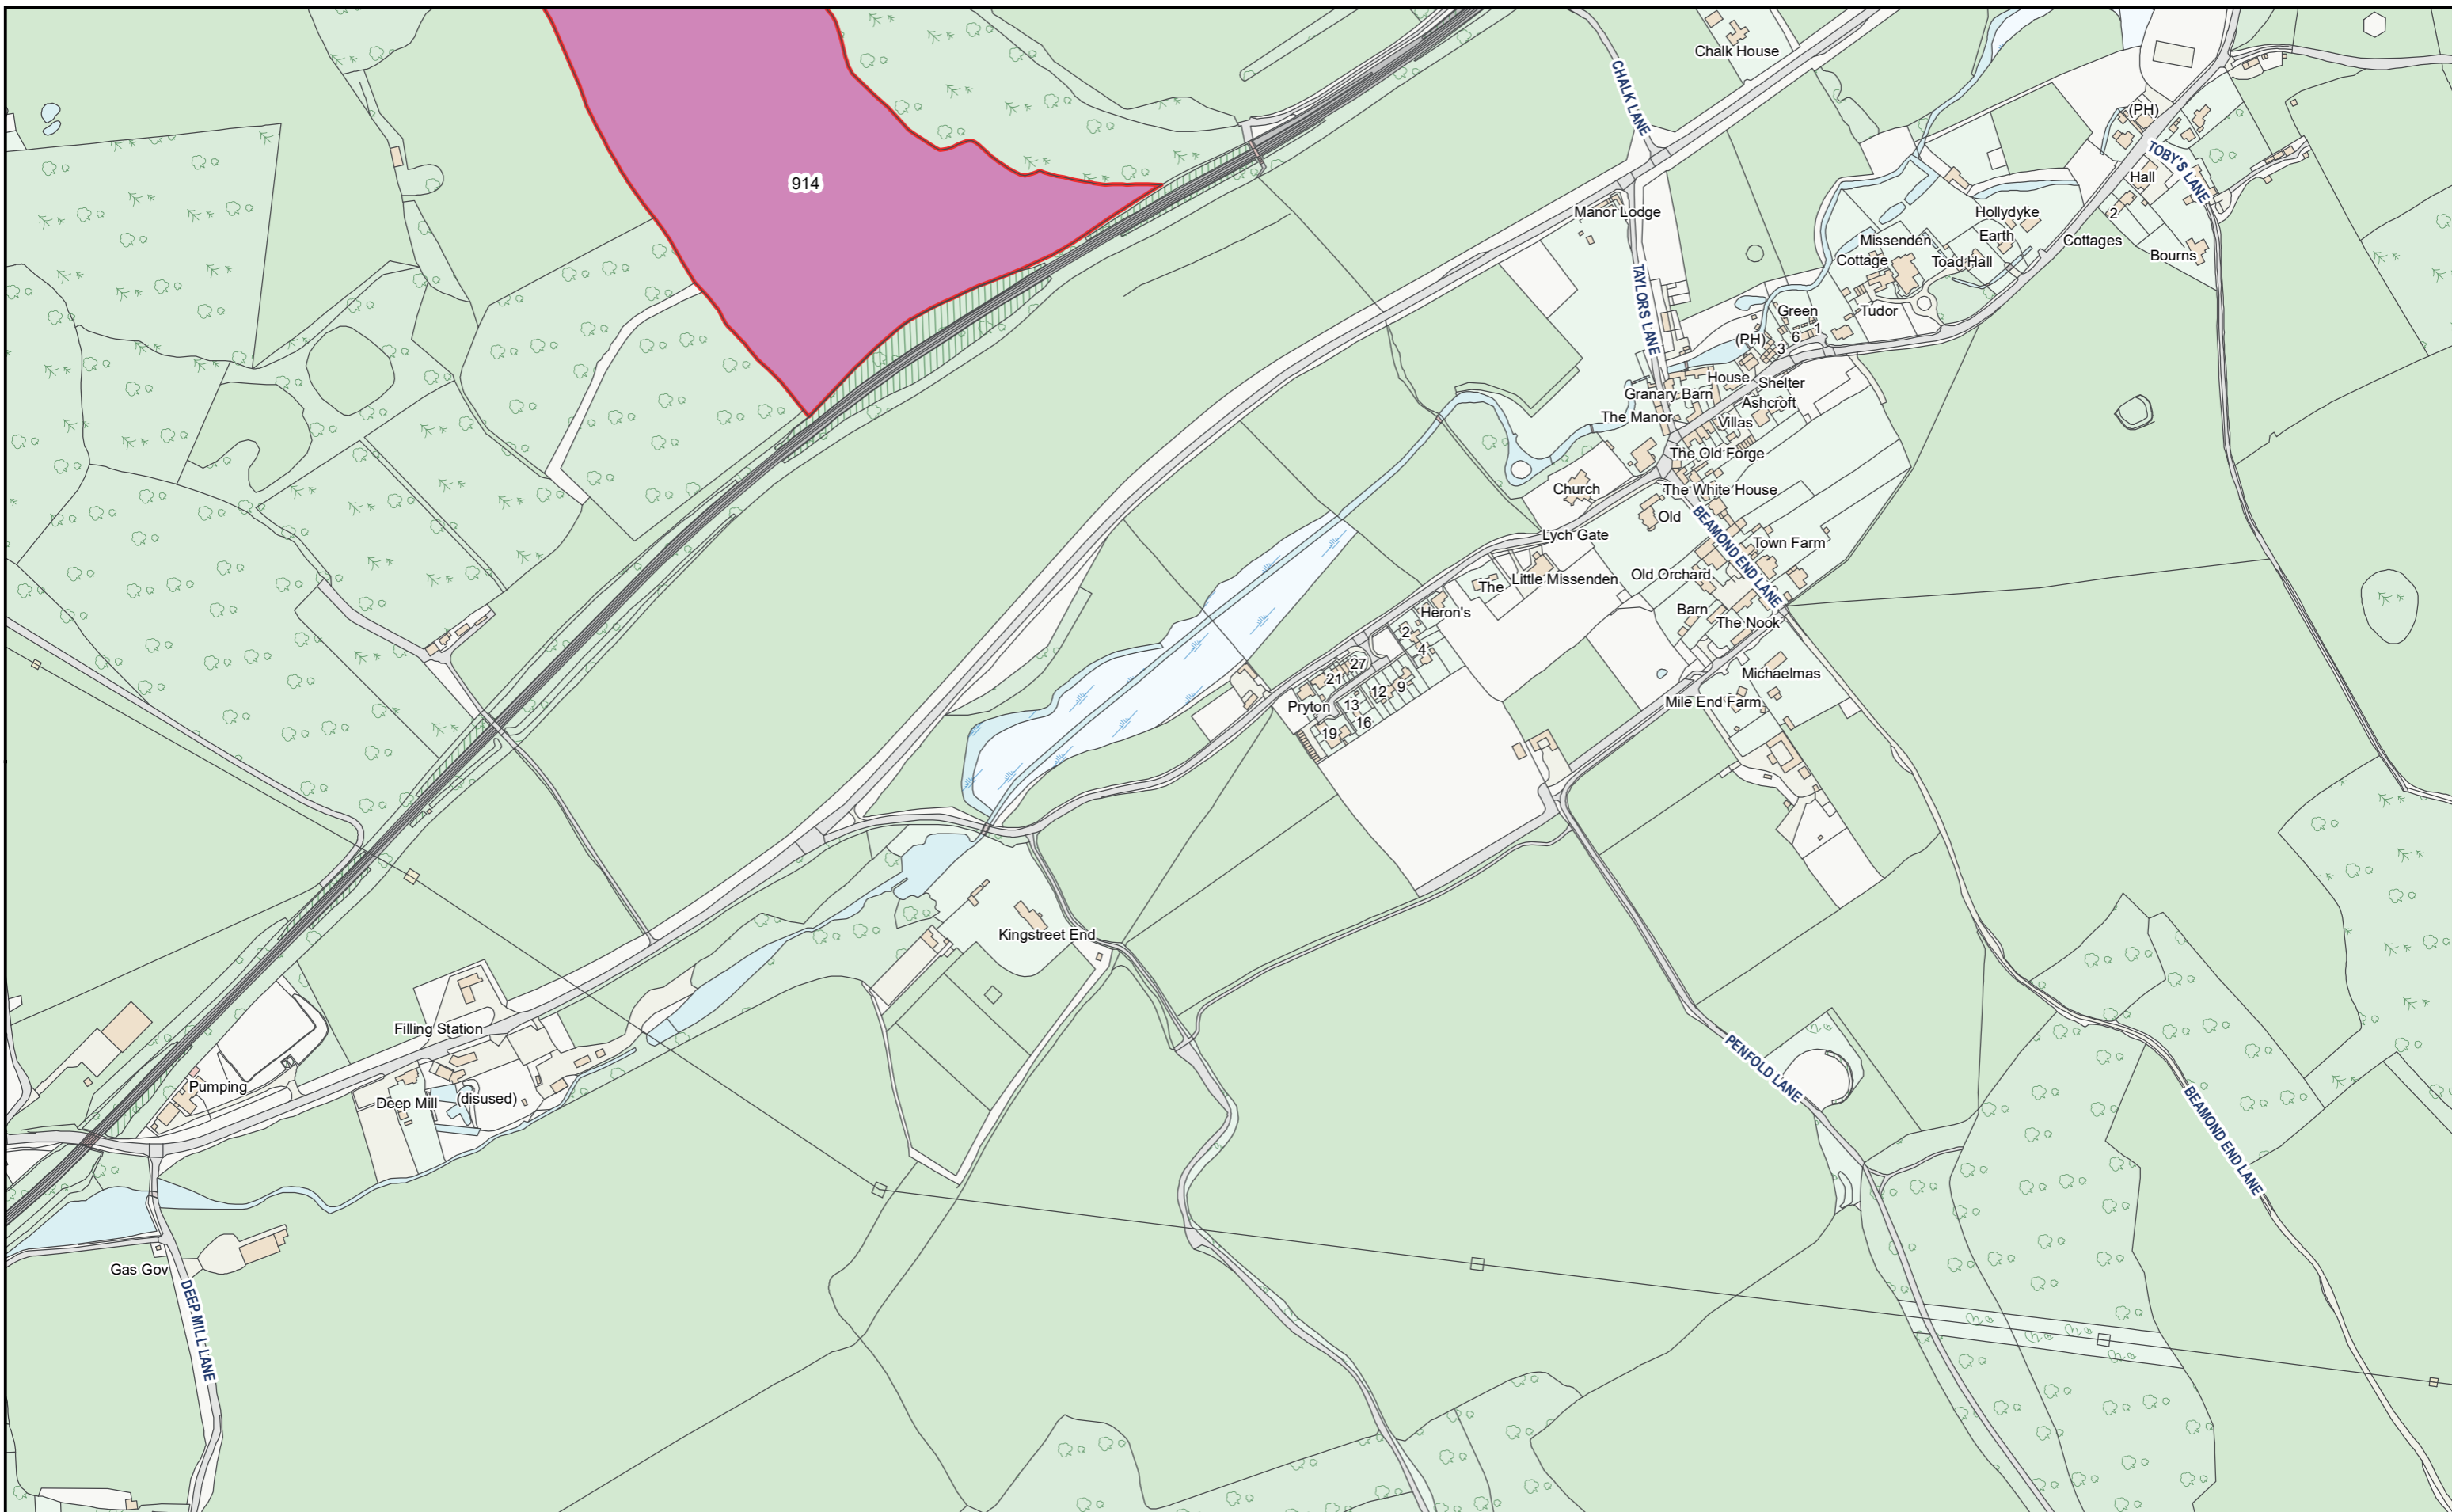 Chalk House
CHALK LANE
(PH)
TOBY'S LANE
914
Hall
Manor Lodge
Hollydyke
2
Earth
Missenden
Cottages
Cottage
Toad Hall
Bourns
TAYLORS LANE
Green
Tudor
1
6
(PH)
3
House
Shelter
Granary Barn
Ashcroft
The Manor
Villas
The Old Forge
Church
The White House
Old
BEAMOND END LANE
Lych Gate
Town Farm
Old Orchard
Little Missenden
The
Barn
Heron's
The Nook
2
4
27
Michaelmas
21
9
12
Mile End Farm
13
Pryton
16
19
Kingstreet End
Filling Station
PENFOLD LANE
Pumping
(disused)
Deep Mill
BEAMOND END LANE
Gas Gov
DEEP MILL LANE